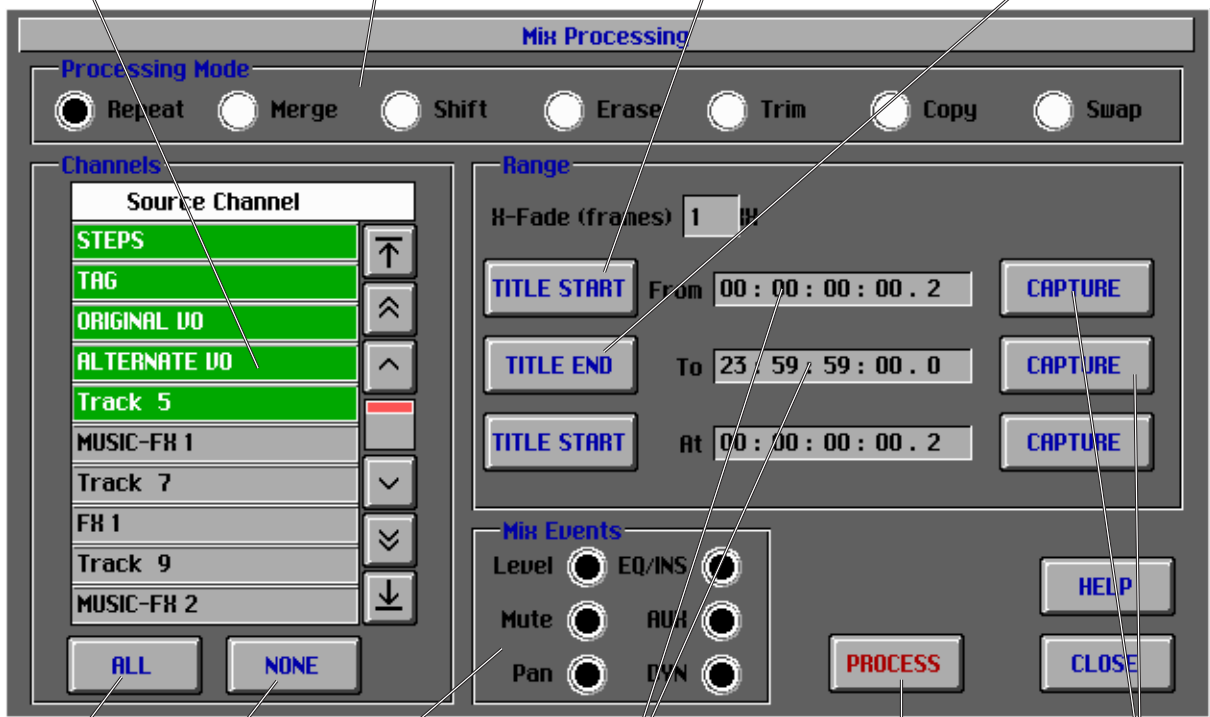 Mix Processing
Processing Mode
Repeat Merge Shift Erase Trim Copy Swap
Channels
Source Channel
STEPS
TAG
ORIGINAL VO
ALTERNATE VO
Track 5
MUSIC-FX 1
Track 7
FX 1
Track 9
MUSIC-FX 2
ALL NONE
Range
X-Fade (frames) 1
TITLE START From 00 : 00 : 00 : 00 . 2 CAPTURE
TITLE END To 23 : 59 : 59 : 00 . 0 CAPTURE
TITLE START At 00 : 00 : 00 : 00 . 2 CAPTURE
Mix Events
Level EQ/INS
Mute AUX
Pan DYN
PROCESS
HELP
CLOSE